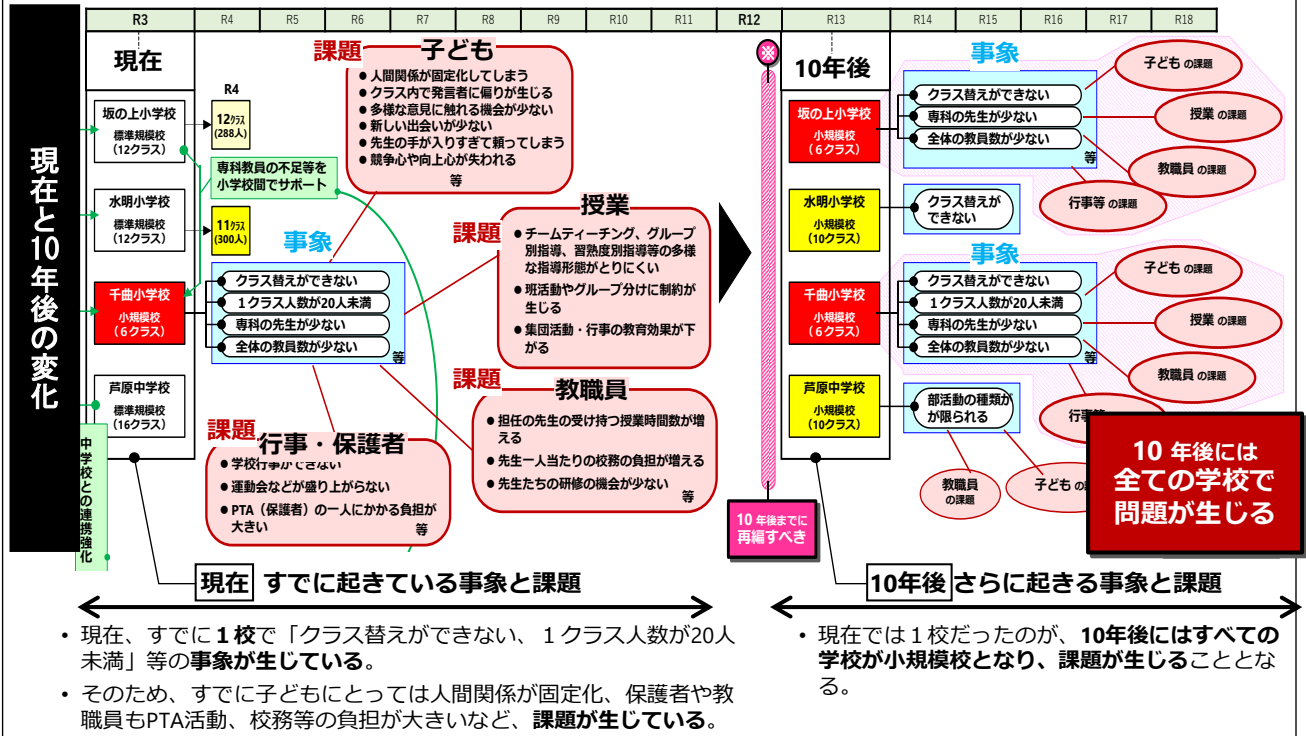 R3 R4 R5 R6 R7 R8 R9 R10 R11 R12 R13 R14 R15 R16 R17 R18
現在と10年後の変化
現在
坂の上小学校
標準規模校
(12クラス)
水明小学校
標準規模校
(12クラス)
千曲小学校
小規模校
(6クラス)
芦原中学校
標準規模校
(16クラス)
中学校との連携強化
R4
12クラス
(288人)
専科教員の不足等を
小学校間でサポート
11クラス
(300人)
事象
クラス替えができない
1クラス人数が20人未満
専科の先生が少ない
全体の教員数が少ない
等
課題
子ども
● 人間関係が固定化してしまう
● クラス内で発言者に偏りが生じる
● 多様な意見に触れる機会が少ない
● 新しい出会いが少ない
● 先生の手が入りすぎて頼ってしまう
● 競争心や向上心が失われる
等
課題
授業
● チームティーチング、グループ
別指導、習熟度別指導等の多様
な指導形態がとりにくい
● 班活動やグループ分けに制約が
生じる
● 集団活動・行事の教育効果が下
がる
課題
教職員
● 担任の先生の受け持つ授業時間数が増
える
● 先生一人当たりの校務の負担が増える
● 先生たちの研修の機会が少ない
等
課題
行事・保護者
● 学校行事ができない
● 運動会などが盛り上がらない
● PTA（保護者）の一人にかかる負担が
大きい
等
※
10 年後までに
再編すべき
10年後
坂の上小学校
小規模校
(6クラス)
水明小学校
小規模校
(10クラス)
千曲小学校
小規模校
(6クラス)
芦原中学校
小規模校
(10クラス)
事象
クラス替えができない
専科の先生が少ない
全体の教員数が少ない
等
クラス替えが
できない
事象
クラス替えができない
1クラス人数が20人未満
専科の先生が少ない
全体の教員数が少ない
等
部活動の種類が
が限られる
子ども の課題
授業 の課題
教職員 の課題
行事等 の課題
子ども の課題
授業 の課題
教職員 の課題
行事等
教職員
の課題
子ども の
10 年後には
全ての学校で
問題が生じる
現在 すでに起きている事象と課題
• 現在、すでに1校で「クラス替えができない、1クラス人数が20人
未満」等の事象が生じている。
• そのため、すでに子どもにとっては人間関係が固定化、保護者や教
職員もPTA活動、校務等の負担が大きいなど、課題が生じている。
10年後 さらに起きる事象と課題
• 現在では1校だったのが、10年後にはすべての
学校が小規模校となり、課題が生じることとな
る。